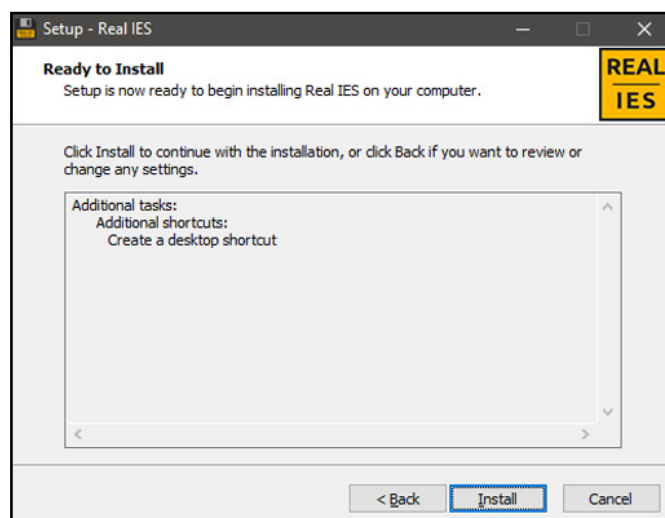 Setup - Real IES
Ready to Install
Setup is now ready to begin installing Real IES on your computer.
REAL
IES
Click Install to continue with the installation, or click Back if you want to review or
change any settings.
Additional tasks:
Additional shortcuts:
Create a desktop shortcut
< Back
Install
Cancel